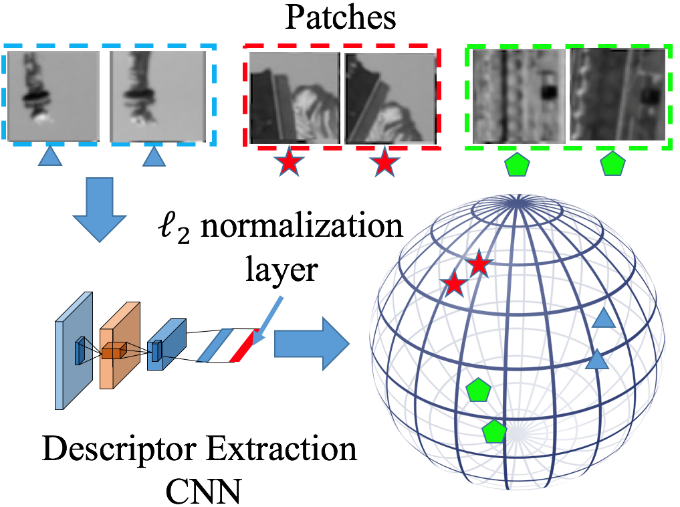 Patches
ℓ₂ normalization
layer
Descriptor Extraction
CNN